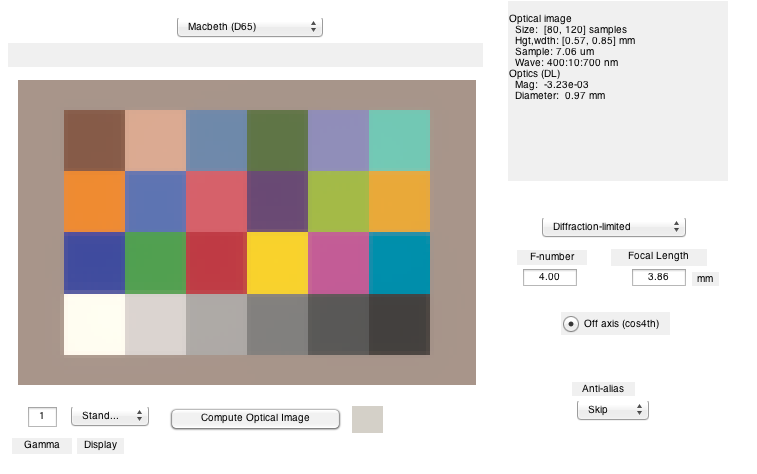 Macbeth (D65)
Optical image
Size: [80, 120] samples
Hgt,wdth: [0.57, 0.85] mm
Sample: 7.06 um
Wave: 400:10:700 nm
Optics (DL)
Mag: -3.23e-03
Diameter: 0.97 mm
Diffraction-limited
F-number
Focal Length
4.00
3.86
mm
Off axis (cos4th)
Anti-alias
Skip
1
Stand...
Compute Optical Image
Gamma
Display